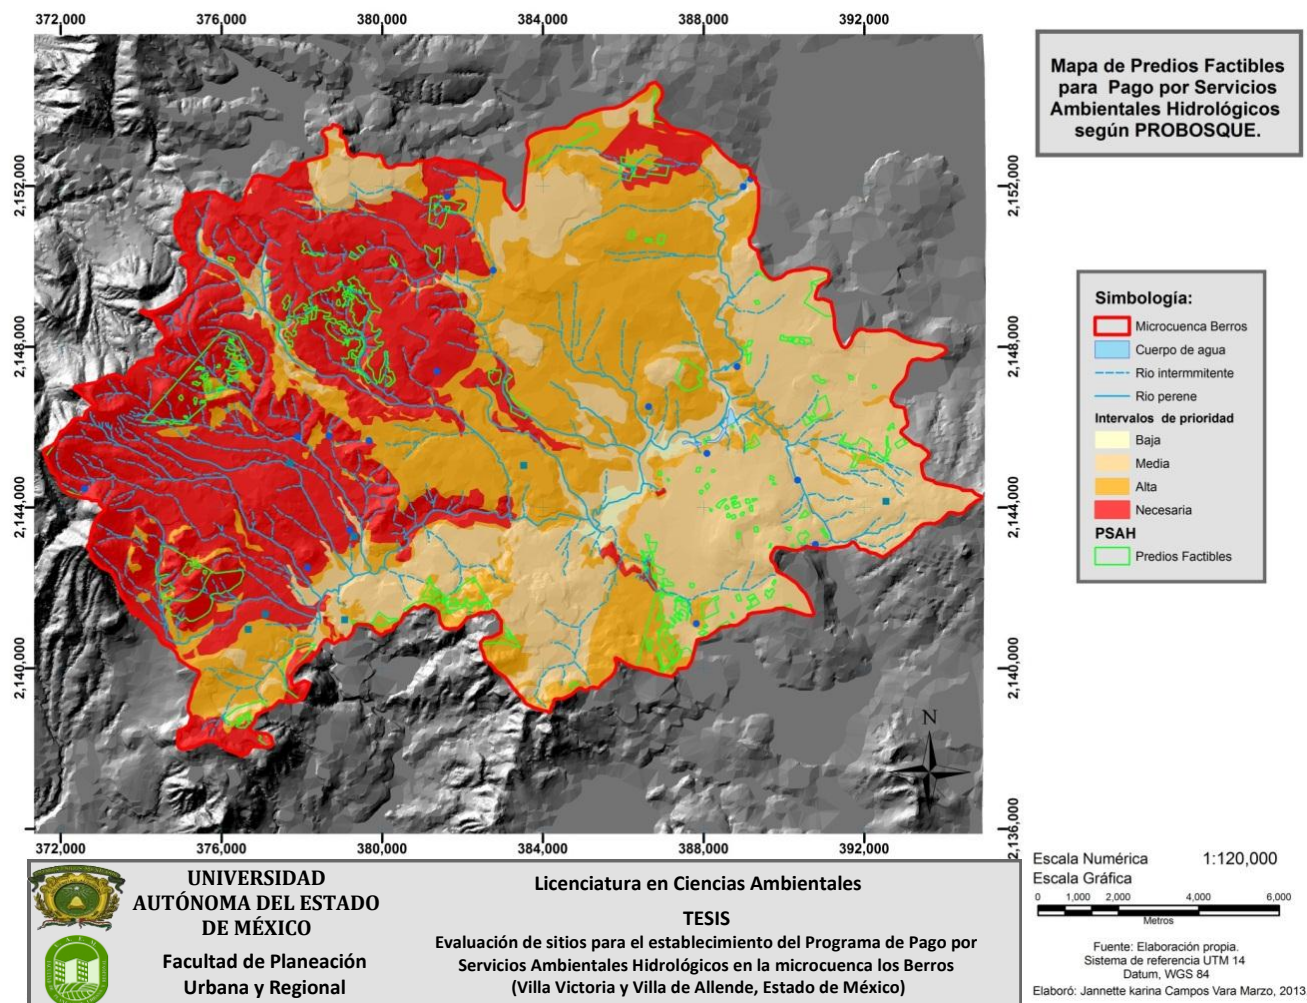 372,000 376,000 380,000 384,000 388,000 392,000
Mapa de Predios Factibles
para Pago por Servicios
Ambientales Hidrológicos
según PROBOSQUE.
2,152,000
2,148,000
2,144,000
2,140,000
2,152,000
2,148,000
2,144,000
2,140,000
2,136,000
Simbología:
Microcuenca Berros
Cuerpo de agua
Rio intermmitente
Rio perene
Intervalos de prioridad
Baja
Media
Alta
Necesaria
PSAH
Predios Factibles
N
372,000 376,000 380,000 384,000 388,000 392,000
UNIVERSIDAD
AUTÓNOMA DEL ESTADO
DE MÉXICO
Facultad de Planeación
Urbana y Regional
Licenciatura en Ciencias Ambientales
TESIS
Evaluación de sitios para el establecimiento del Programa de Pago por
Servicios Ambientales Hidrológicos en la microcuenca los Berros
(Villa Victoria y Villa de Allende, Estado de México)
Escala Numérica 1:120,000
Escala Gráfica
0 1,000 2,000 4,000 6,000
Metros
Fuente: Elaboración propia.
Sistema de referencia UTM 14
Datum, WGS 84
Elaboró: Jannette karina Campos Vara Marzo, 2013